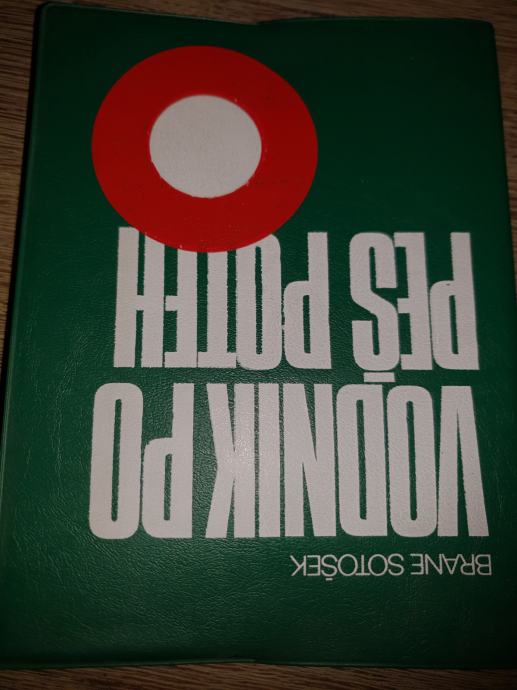 BRANE SOTOŠEK
VODNIK PO
PEŠ POTEH